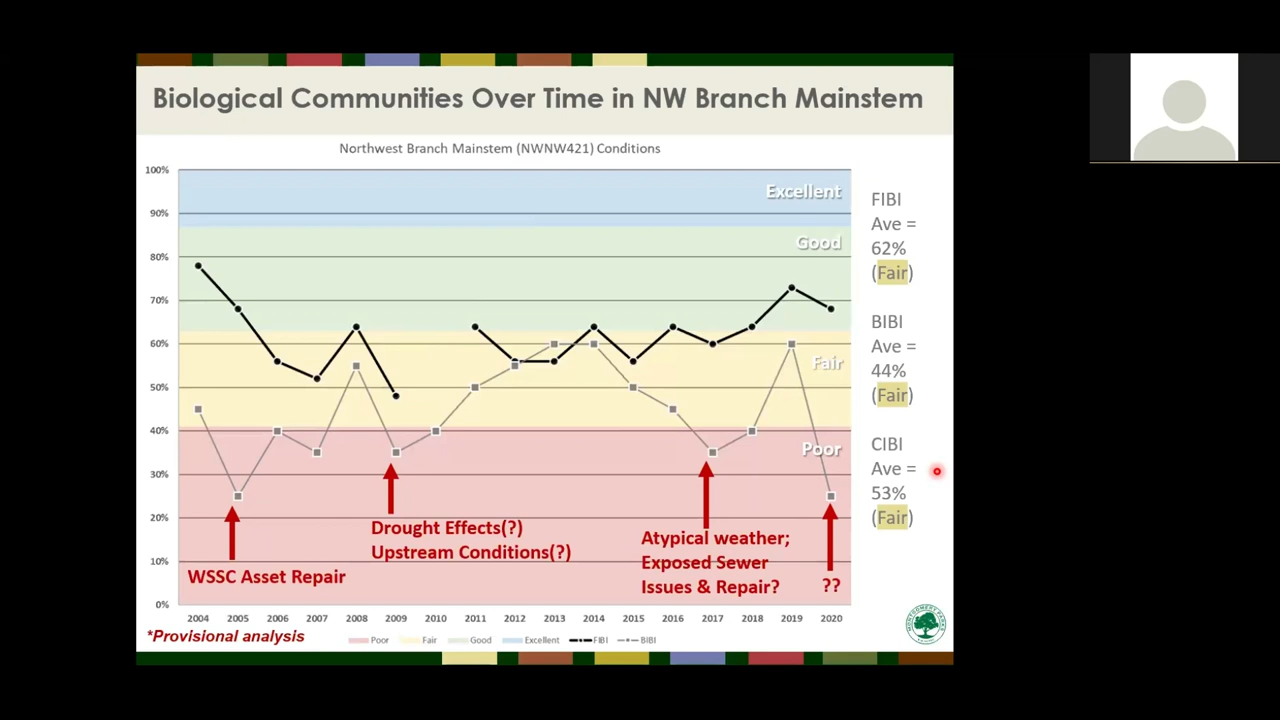 Biological Communities Over Time in NW Branch Mainstem
Northwest Branch Mainstem (NWNW421) Conditions
100%
90%
80%
70%
60%
50%
40%
30%
20%
10%
0%
Excellent
Good
Fair
Poor
WSSC Asset Repair
Drought Effects(?)
Upstream Conditions(?)
Atypical weather;
Exposed Sewer
Issues & Repair?
??
2004 2005 2006 2007 2008 2009 2010 2011 2012 2013 2014 2015 2016 2017 2018 2019 2020
Poor Fair Good Excellent FIBI BIBI
*Provisional analysis
FIBI
Ave =
62%
(Fair)
BIBI
Ave =
44%
(Fair)
CIBI
Ave =
53%
(Fair)
MONTGOMERY PARKS